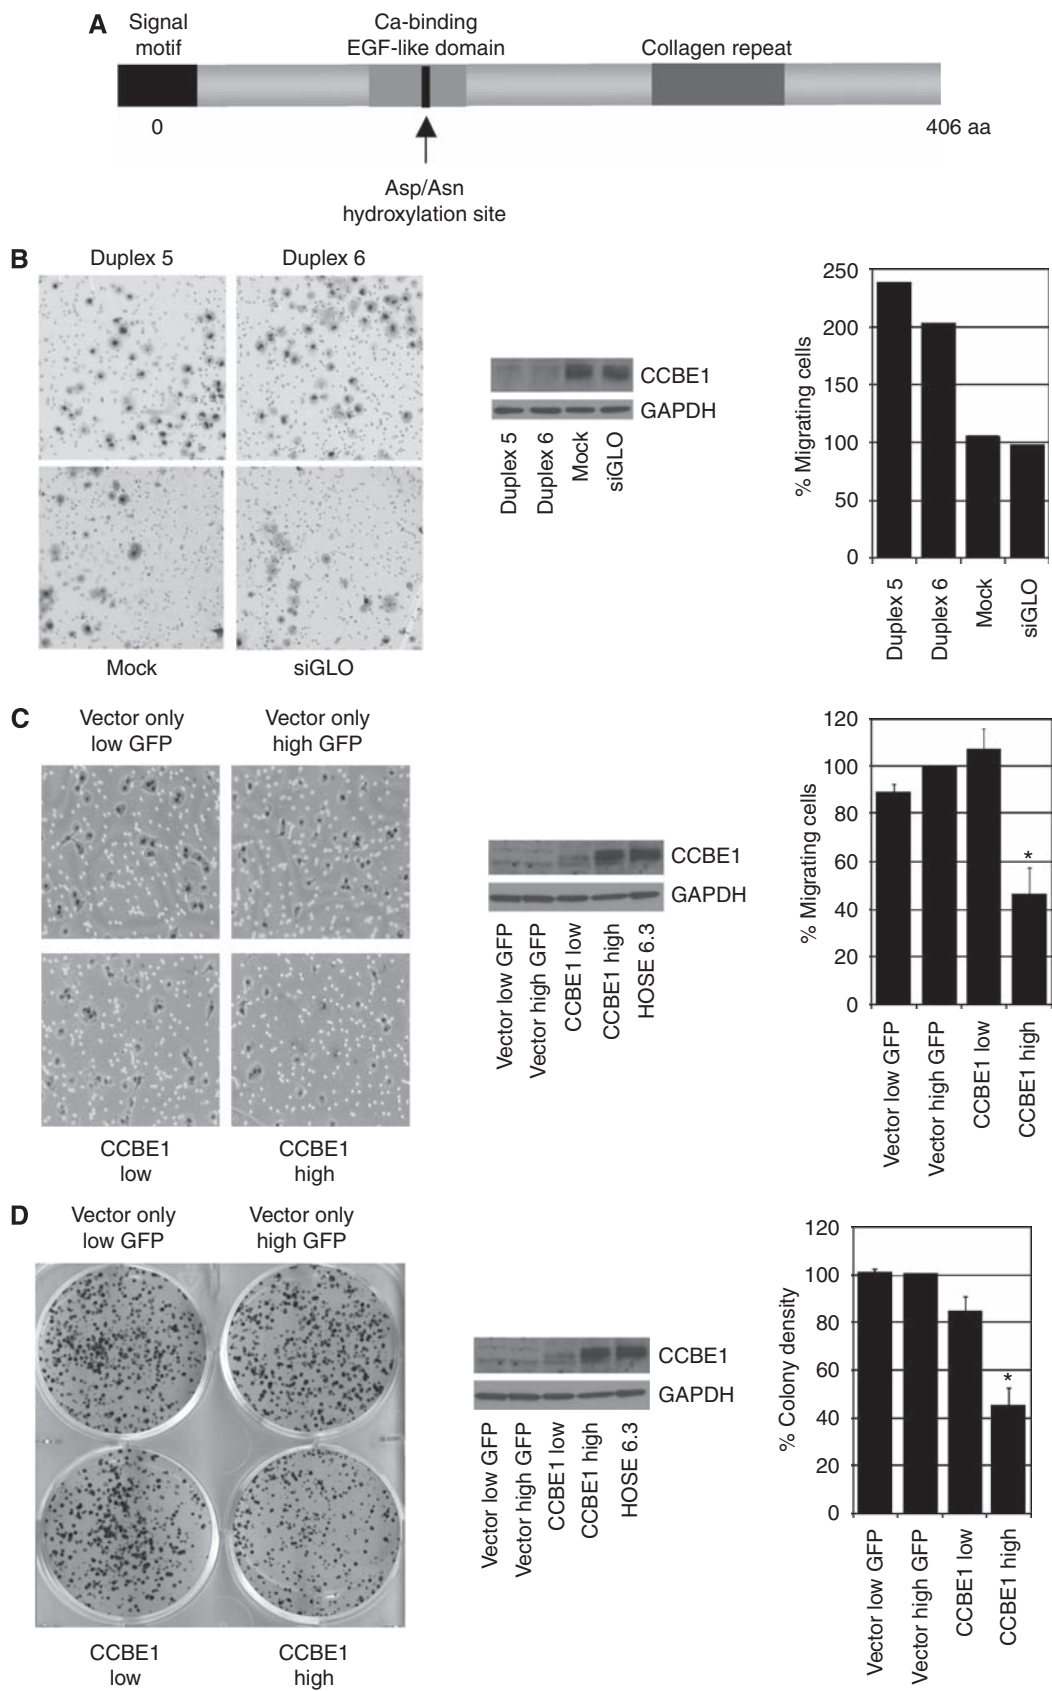 A
Signal
motif
Ca-binding
EGF-like domain
Collagen repeat
0
406 aa
Asp/Asn
hydroxylation site
B
Duplex 5
Duplex 6
Mock
siGLO
CCBE1
GAPDH
Duplex 5
Duplex 6
Mock
siGLO
% Migrating cells
250
200
150
100
50
0
Duplex 5
Duplex 6
Mock
siGLO
C
Vector only
low GFP
Vector only
high GFP
CCBE1
low
CCBE1
high
CCBE1
GAPDH
Vector low GFP
Vector high GFP
CCBE1 low
CCBE1 high
HOSE 6.3
% Migrating cells
120
100
80
60
40
20
0
*
Vector low GFP
Vector high GFP
CCBE1 low
CCBE1 high
D
Vector only
low GFP
Vector only
high GFP
CCBE1
low
CCBE1
high
CCBE1
GAPDH
Vector low GFP
Vector high GFP
CCBE1 low
CCBE1 high
HOSE 6.3
% Colony density
120
100
80
60
40
20
0
*
Vector low GFP
Vector high GFP
CCBE1 low
CCBE1 high